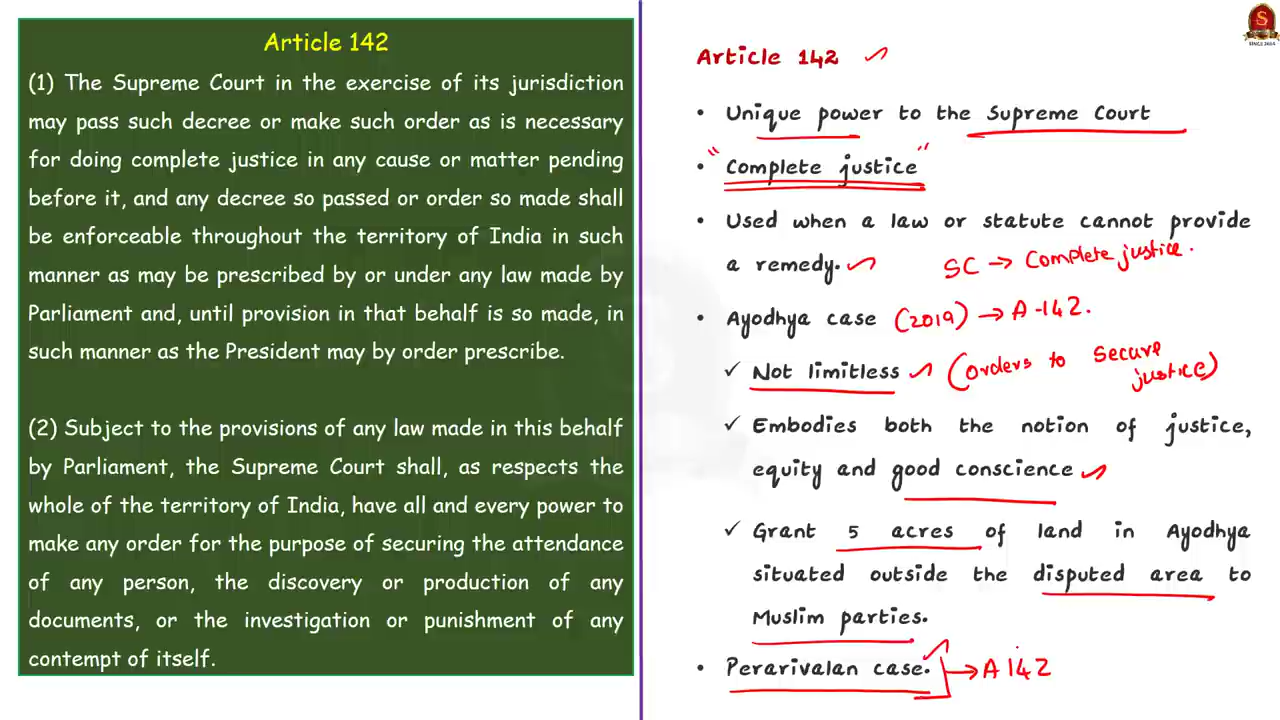 Article 142
(1) The Supreme Court in the exercise of its jurisdiction
may pass such decree or make such order as is necessary
for doing complete justice in any cause or matter pending
before it, and any decree so passed or order so made shall
be enforceable throughout the territory of India in such
manner as may be prescribed by or under any law made by
Parliament and, until provision in that behalf is so made, in
such manner as the President may by order prescribe.
(2) Subject to the provisions of any law made in this behalf
by Parliament, the Supreme Court shall, as respects the
whole of the territory of India, have all and every power to
make any order for the purpose of securing the attendance
of any person, the discovery or production of any
documents, or the investigation or punishment of any
contempt of itself.
Article 142
• Unique power to the Supreme Court
• "Complete justice"
• Used when a law or statute cannot provide
a remedy. SC → Complete justice.
• Ayodhya case (2019) → A-142.
✓ Not limitless (orders to secure
justice)
✓ Embodies both the notion of justice,
equity and good conscience
✓ Grant 5 acres of land in Ayodhya
situated outside the disputed area to
Muslim parties.
• Perarivalan case. → A 142
S
SINCE 2004